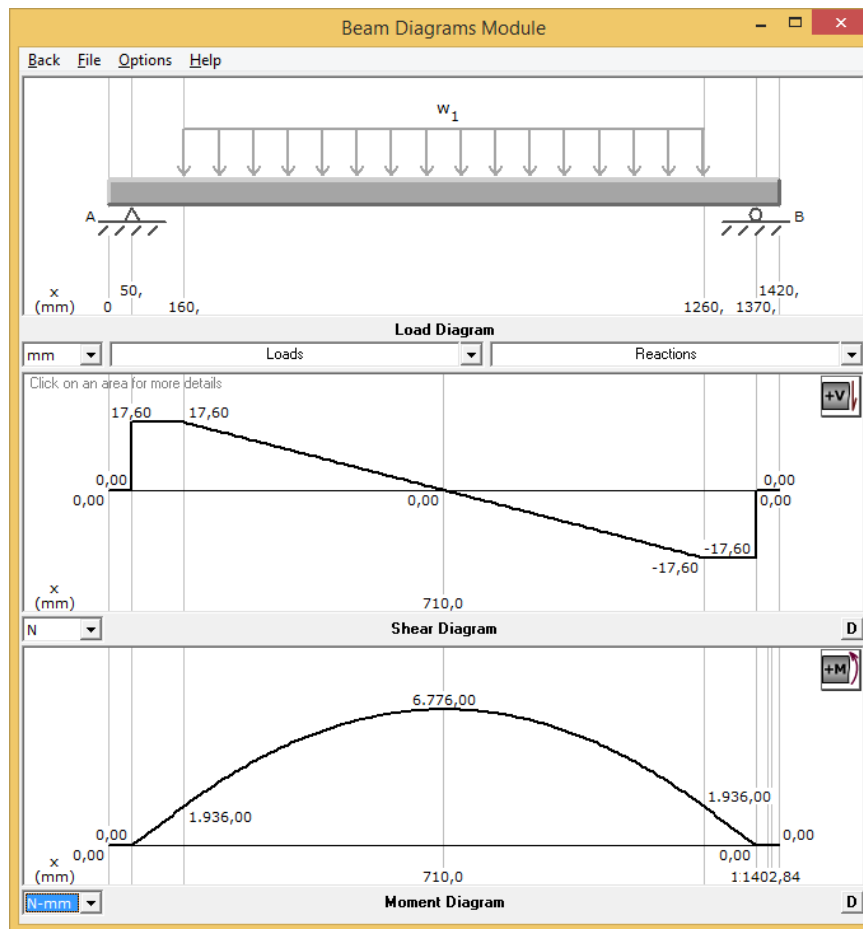 Beam Diagrams Module
Back File Options Help
w1
A
B
x
(mm) 0 50, 160, 1260, 1370, 1420,
Load Diagram
mm Loads Reactions
Click on an area for more details
+V
17,60 17,60
0,00 0,00
0,00 0,00 0,00
-17,60
-17,60
x
(mm) 710,0
N Shear Diagram D
+M
6.776,00
1.936,00
1.936,00
0,00 0,00
0,00 0,00
x
(mm) 710,0 1:1402,84
N-mm Moment Diagram D